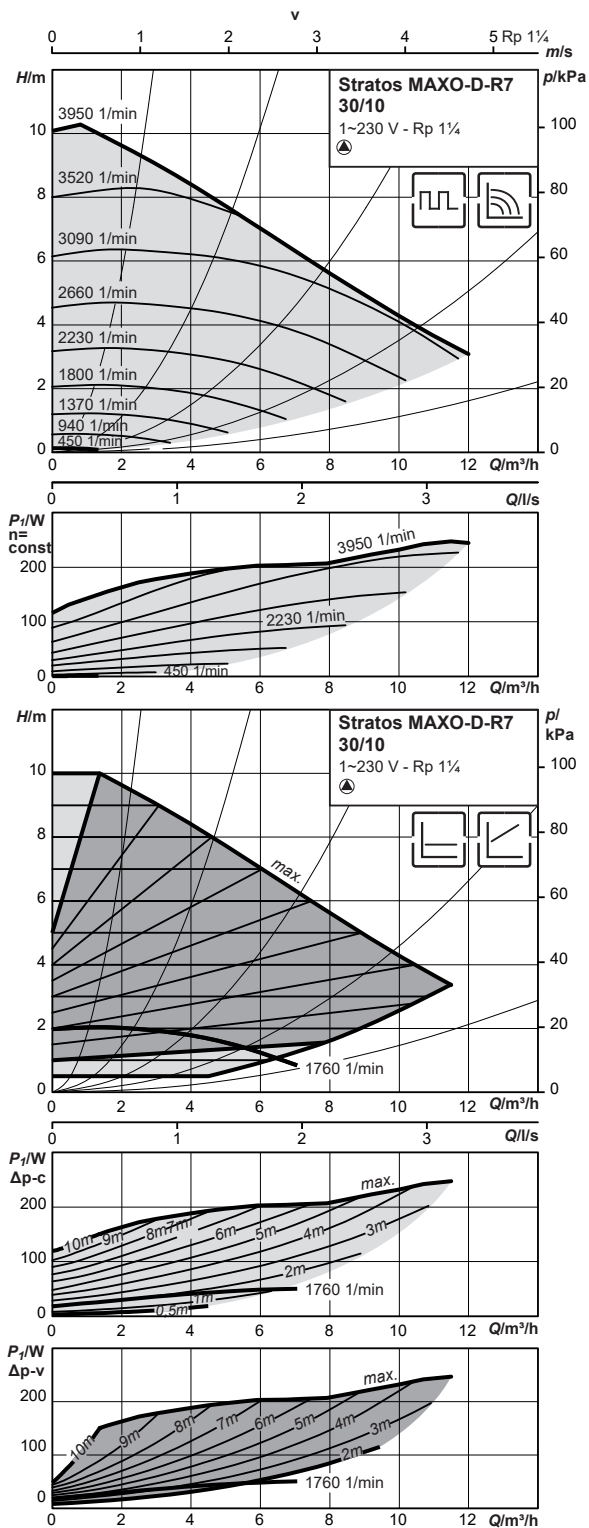 v
0 1 2 3 4 5 Rp 1¼
m/s
H/m
p/kPa
Stratos MAXO-D-R7
30/10
1~230 V - Rp 1¼
3950 1/min
3520 1/min
3090 1/min
2660 1/min
2230 1/min
1800 1/min
1370 1/min
940 1/min
450 1/min
10
8
6
4
2
0
100
80
60
40
20
0
0 2 4 6 8 10 12 Q/m³/h
0 1 2 3 Q/l/s
P₁/W
n=
const
200
100
0
3950 1/min
2230 1/min
450 1/min
0 2 4 6 8 10 12 Q/m³/h
H/m
p/
kPa
Stratos MAXO-D-R7
30/10
1~230 V - Rp 1¼
max.
1760 1/min
10
8
6
4
2
0
100
80
60
40
20
0
0 2 4 6 8 10 12 Q/m³/h
0 1 2 3 Q/l/s
P₁/W
Δp-c
200
100
0
max.
10m 9m 8m 7m 6m 5m 4m 3m
2m
1m
0,5m
1760 1/min
0 2 4 6 8 10 12 Q/m³/h
P₁/W
Δp-v
200
100
0
max.
10m 9m 8m 7m 6m 5m 4m 3m
2m
1760 1/min
0 2 4 6 8 10 12 Q/m³/h